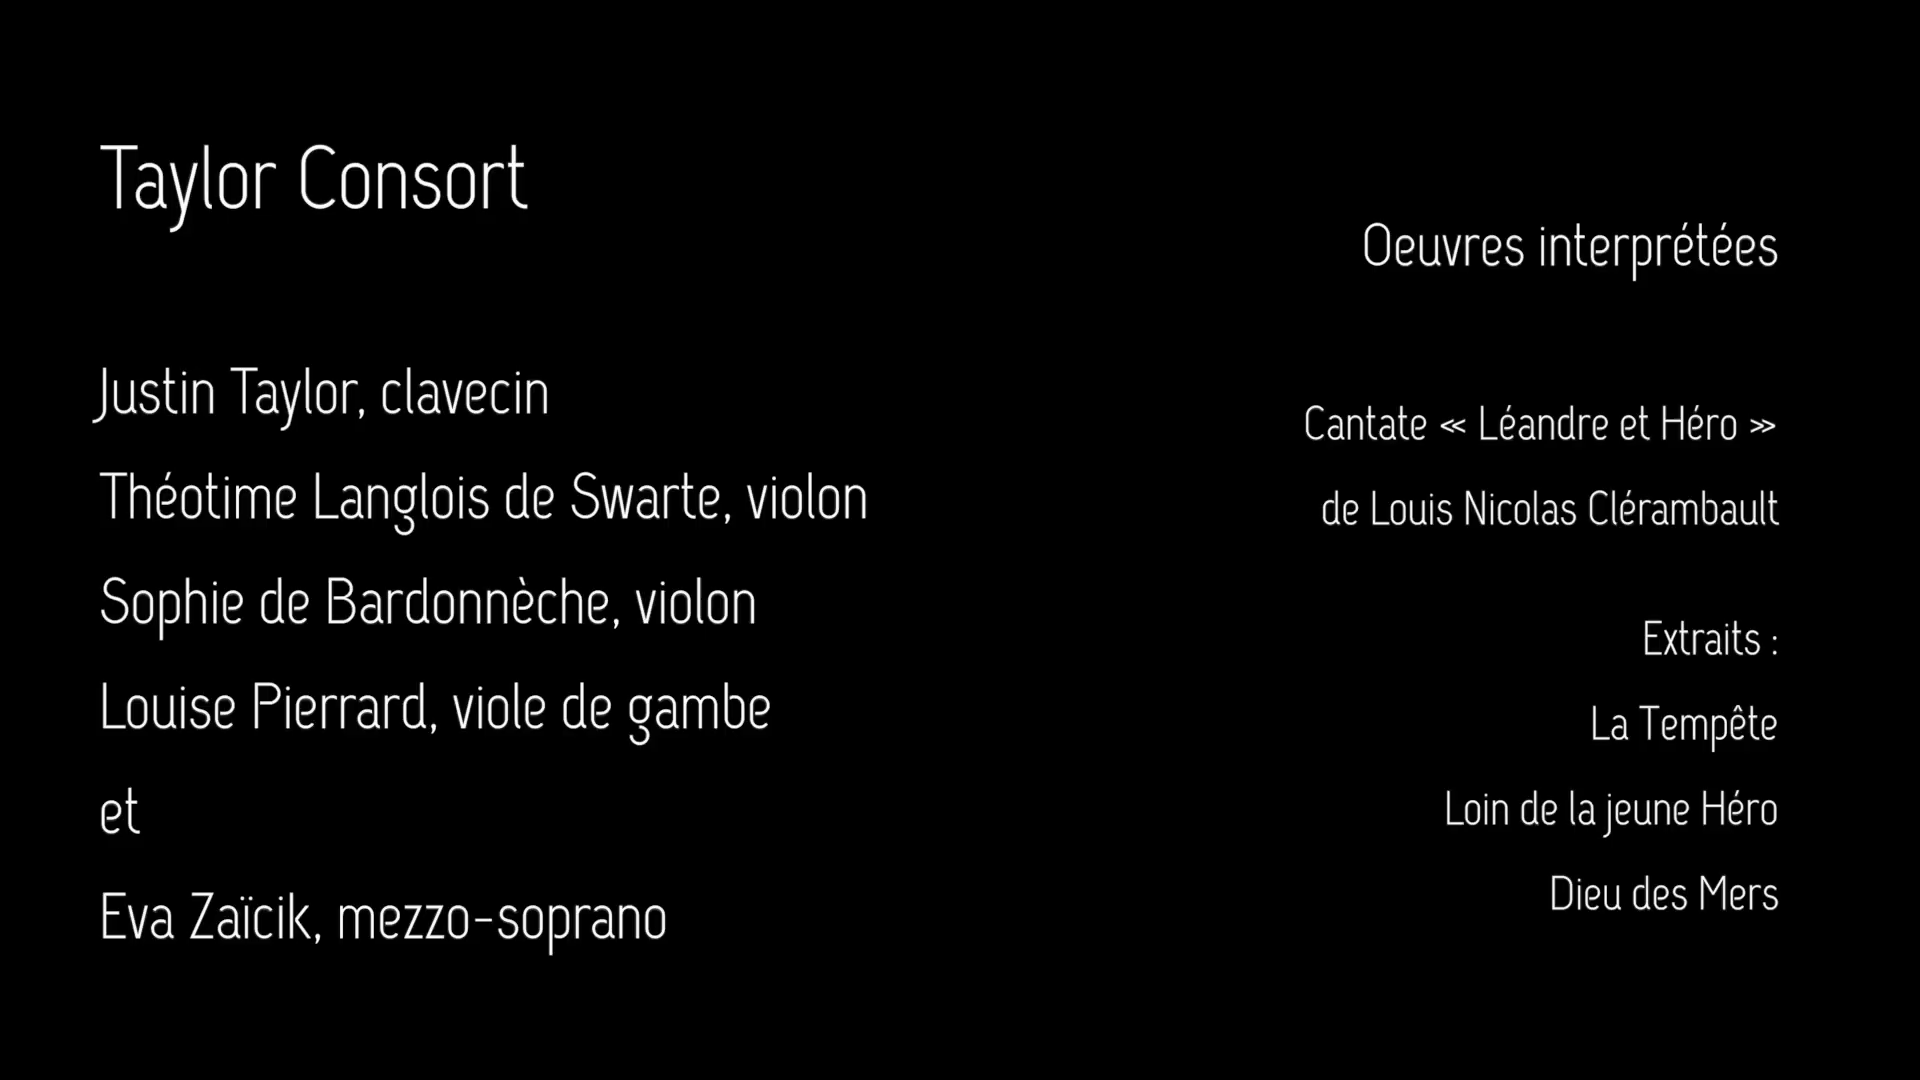 Taylor Consort
Justin Taylor, clavecin
Théotime Langlois de Swarte, violon
Sophie de Bardonnèche, violon
Louise Pierrard, viole de gambe
et
Eva Zaïcik, mezzo-soprano
Oeuvres interprétées
Cantate « Léandre et Héro »
de Louis Nicolas Clérambault
Extraits :
La Tempête
Loin de la jeune Héro
Dieu des Mers